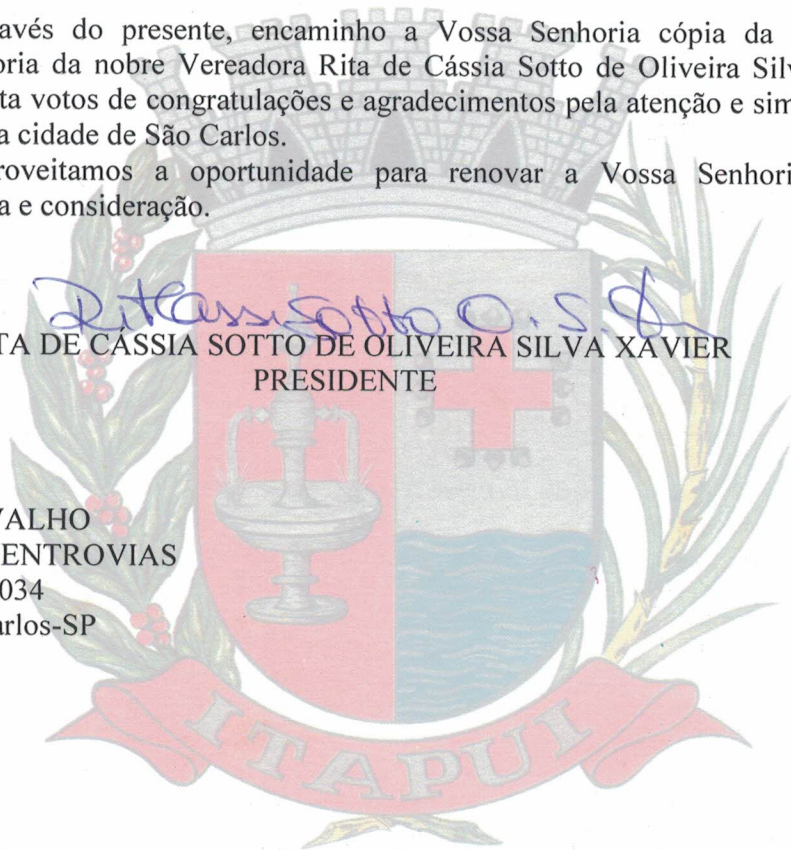 avés do presente, encaminho a Vossa Senhoria cópia da
oria da nobre Vereadora Rita de Cássia Sotto de Oliveira Silv
ta votos de congratulações e agradecimentos pela atenção e sim
a cidade de São Carlos.
roveitamos a oportunidade para renovar a Vossa Senhori
a e consideração.
RitCassiSotto O. S.
TA DE CÁSSIA SOTTO DE OLIVEIRA SILVA XAVIER
PRESIDENTE
VALHO
ENTROVIAS
034
arlos-SP
ITAPUI